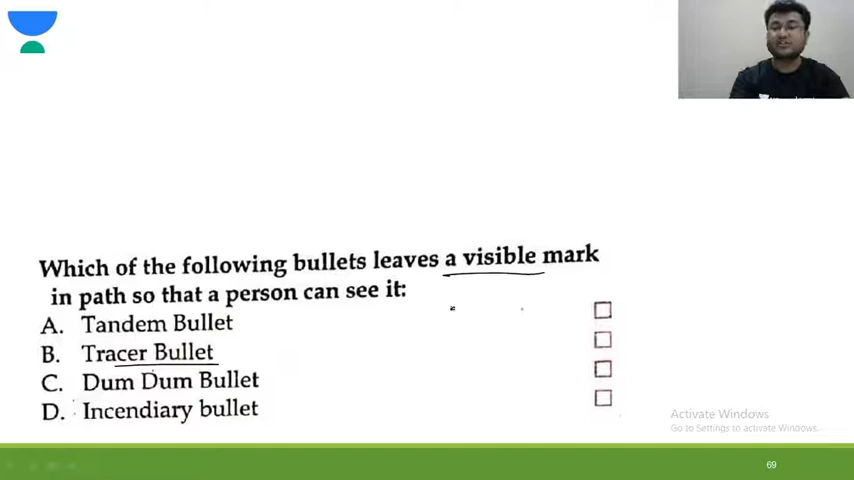 Which of the following bullets leaves a visible mark
in path so that a person can see it:
A. Tandem Bullet
B. Tracer Bullet
C. Dum Dum Bullet
D. Incendiary bullet
Activate Windows
Go to Settings to activate Windows.
69